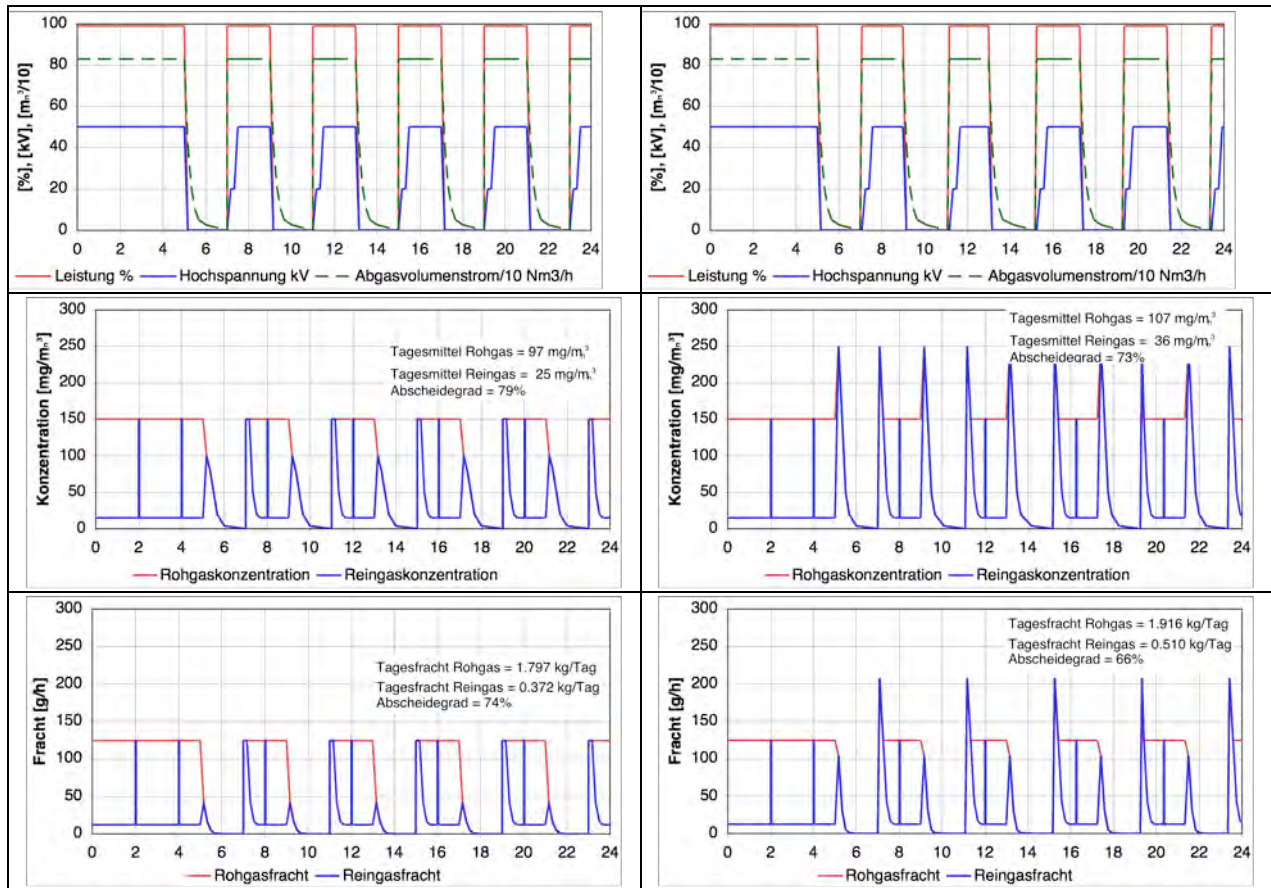 100
80
60
40
20
0
[%], [kV], [mₙ³/10]
0 2 4 6 8 10 12 14 16 18 20 22 24
Leistung % Hochspannung kV Abgasvolumenstrom/10 Nm3/h
100
80
60
40
20
0
[%], [kV], [mₙ³/10]
0 2 4 6 8 10 12 14 16 18 20 22 24
Leistung % Hochspannung kV Abgasvolumenstrom/10 Nm3/h
300
250
200
150
100
50
0
Konzentration [mg/mₙ³]
Tagesmittel Rohgas = 97 mg/mₙ³
Tagesmittel Reingas = 25 mg/mₙ³
Abscheidegrad = 79%
0 2 4 6 8 10 12 14 16 18 20 22 24
Rohgaskonzentration Reingaskonzentration
300
250
200
150
100
50
0
Konzentration [mg/mₙ³]
Tagesmittel Rohgas = 107 mg/mₙ³
Tagesmittel Reingas = 36 mg/mₙ³
Abscheidegrad = 73%
0 2 4 6 8 10 12 14 16 18 20 22 24
Rohgaskonzentration Reingaskonzentration
300
250
200
150
100
50
0
Fracht [g/h]
Tagesfracht Rohgas = 1.797 kg/Tag
Tagesfracht Reingas = 0.372 kg/Tag
Abscheidegrad = 74%
0 2 4 6 8 10 12 14 16 18 20 22 24
Rohgasfracht Reingasfracht
300
250
200
150
100
50
0
Fracht [g/h]
Tagesfracht Rohgas = 1.916 kg/Tag
Tagesfracht Reingas = 0.510 kg/Tag
Abscheidegrad = 66%
0 2 4 6 8 10 12 14 16 18 20 22 24
Rohgasfracht Reingasfracht